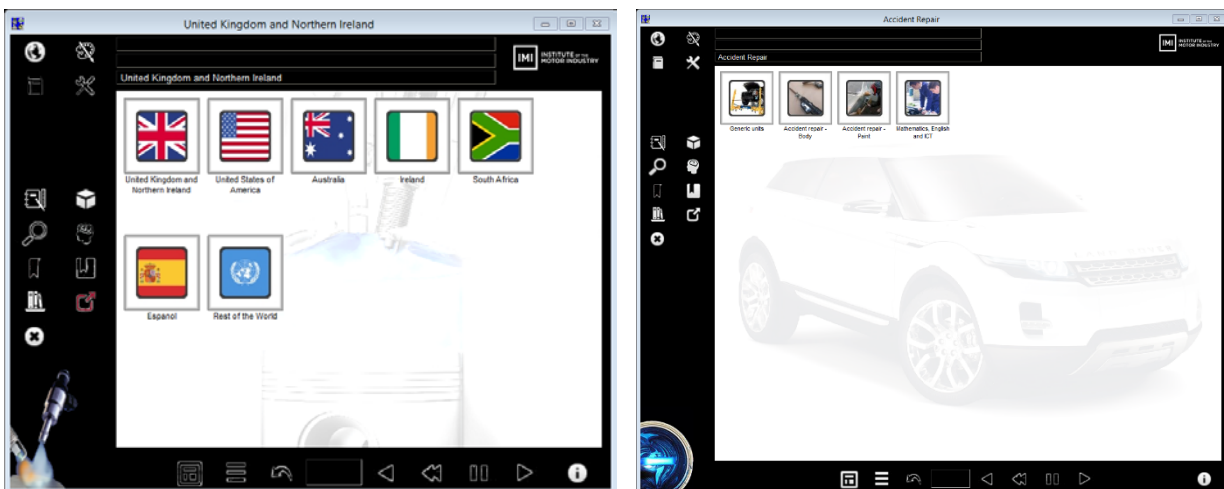 United Kingdom and Northern Ireland
IMI INSTITUTE OF THE
MOTOR INDUSTRY
United Kingdom and Northern Ireland
United Kingdom and
Northern Ireland
United States of
America
Australia
Ireland
South Africa
Espanol
Rest of the World
Accident Repair
IMI INSTITUTE OF THE
MOTOR INDUSTRY
Accident Repair
Generic units
Accident repair -
Body
Accident repair -
Paint
Mathematics, English
and ICT